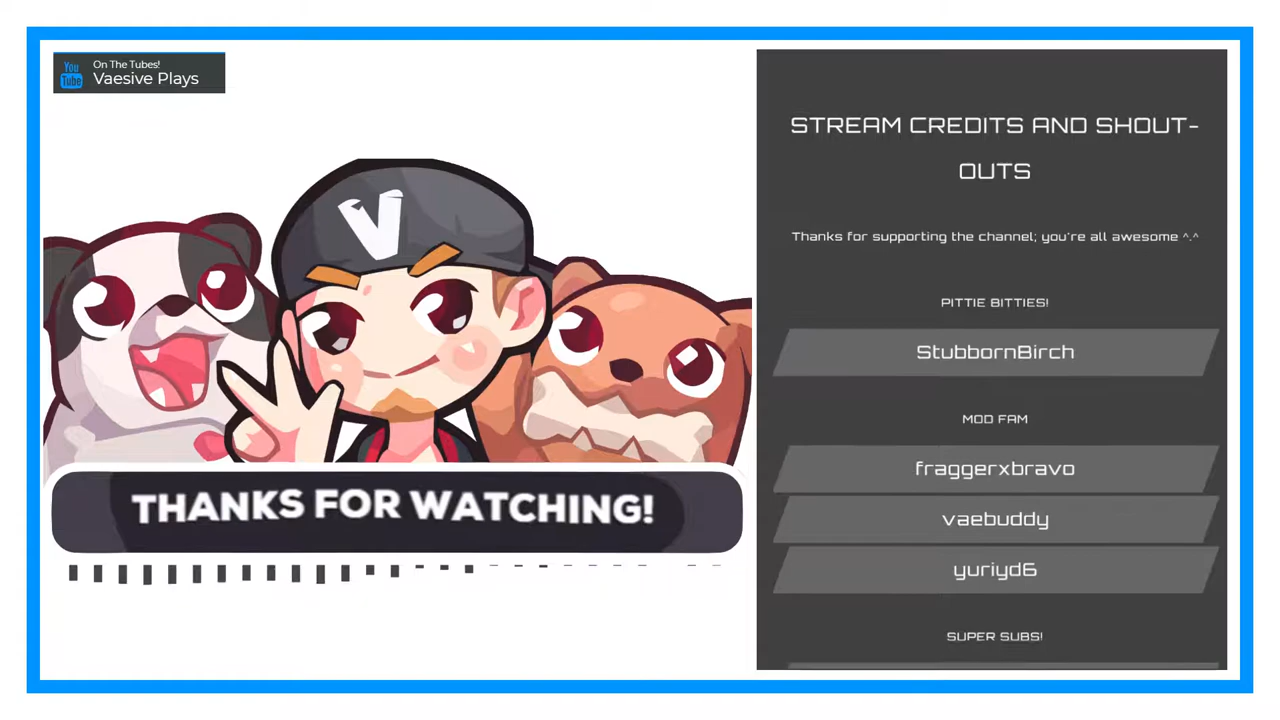 You
Tube
On The Tubes!
Vaesive Plays
V
THANKS FOR WATCHING!
STREAM CREDITS AND SHOUT-
OUTS
Thanks for supporting the channel; you're all awesome ^.^
PITTIE BITTIES!
StubbornBirch
MOD FAM
fraggerxbravo
vaebuddy
yuriyd6
SUPER SUBS!